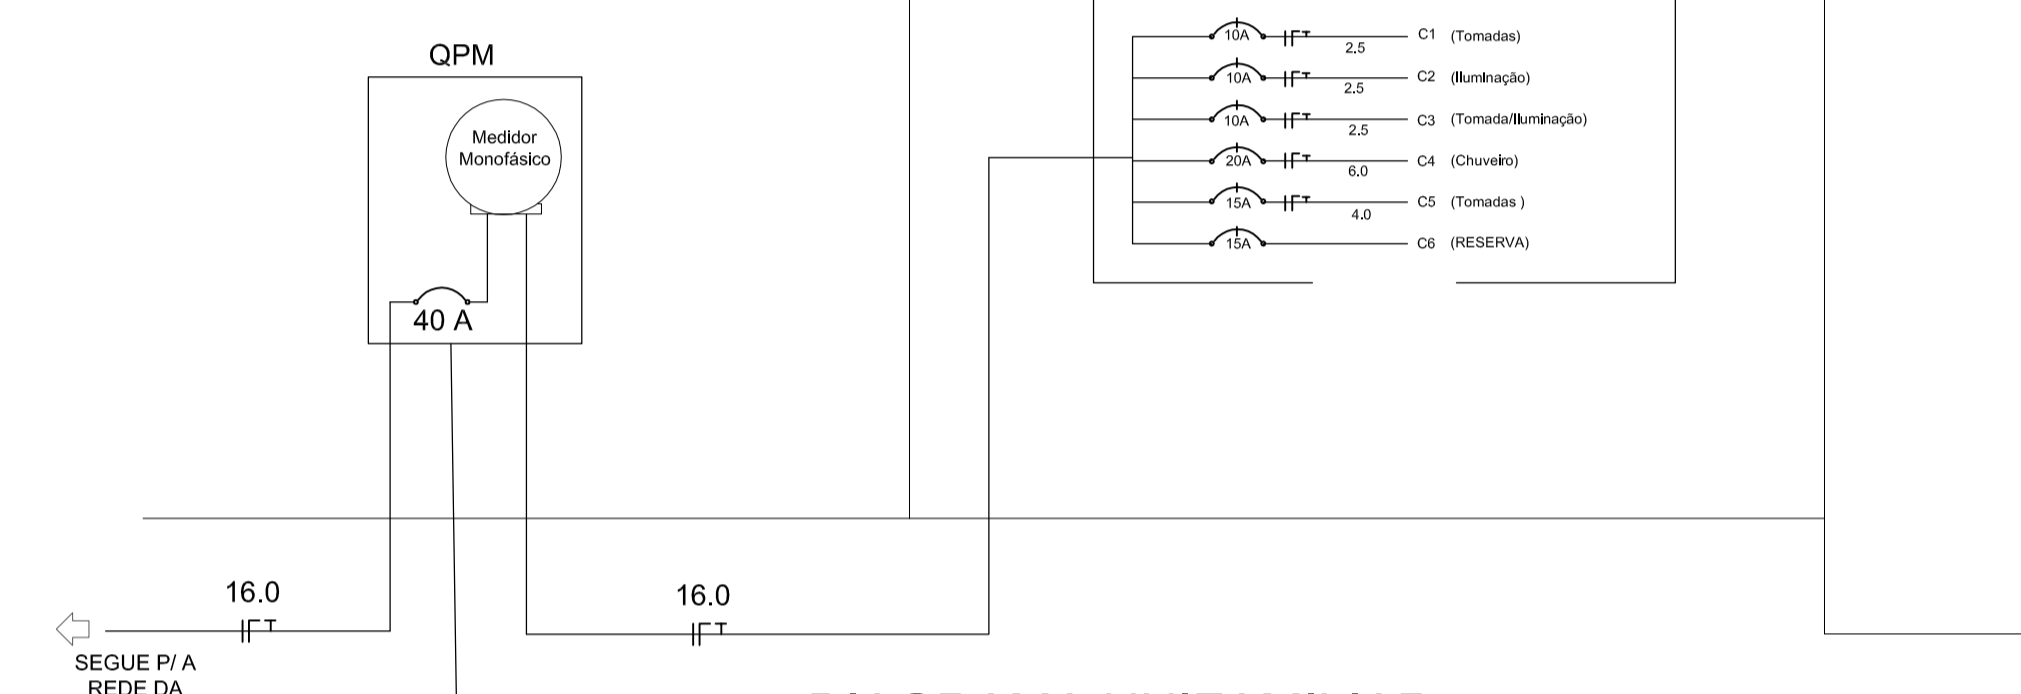 QPM
Medidor
Monofásico
40 A
10A 2.5 C1 (Tomadas)
10A 2.5 C2 (Iluminação)
10A 2.5 C3 (Tomada/Iluminação)
20A 6.0 C4 (Chuveiro)
15A 4.0 C5 (Tomadas )
15A C6 (RESERVA)
16.0
16.0
SEGUE P/ A
REDE DA